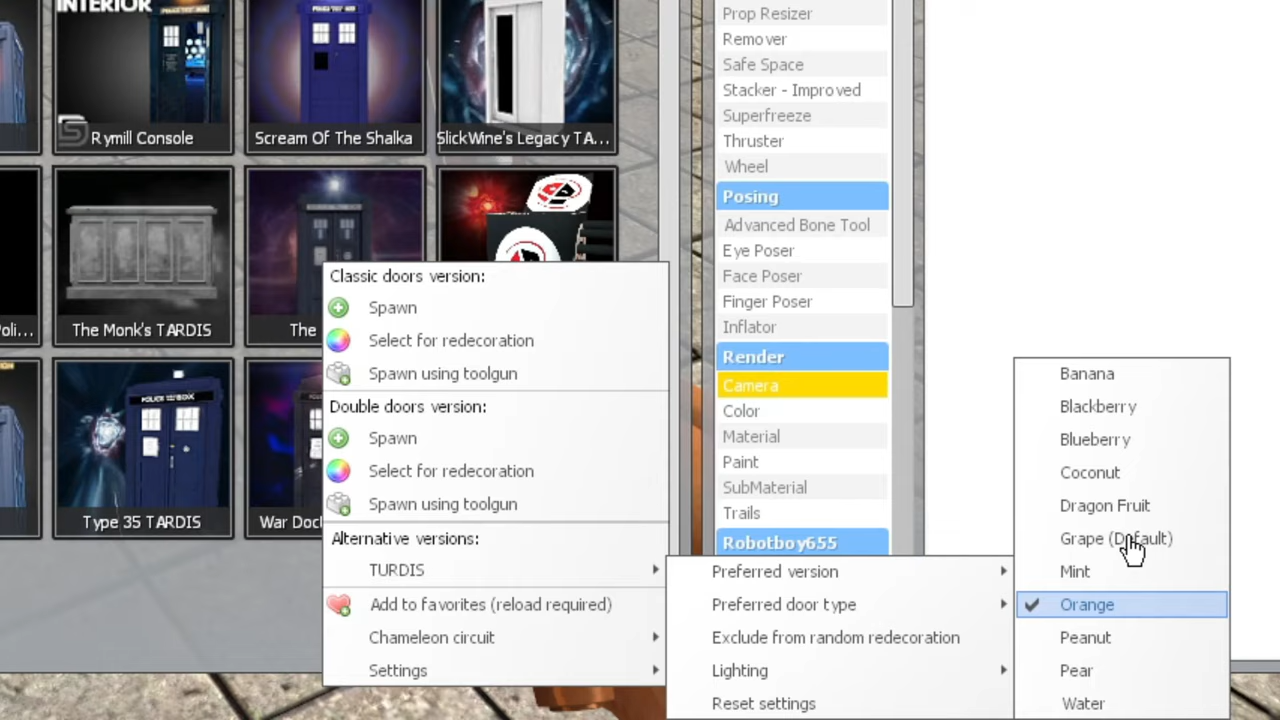 INTERIOR
Rymill Console
Scream Of The Shalka
SlickWine's Legacy TA...
The Monk's TARDIS
The
POLICE BOX
Type 35 TARDIS
Classic doors version:
Spawn
Select for redecoration
Spawn using toolgun
Double doors version:
Spawn
Select for redecoration
Spawn using toolgun
Alternative versions:
TURDIS
Add to favorites (reload required)
Chameleon circuit
Settings
Prop Resizer
Remover
Safe Space
Stacker - Improved
Superfreeze
Thruster
Wheel
Posing
Advanced Bone Tool
Eye Poser
Face Poser
Finger Poser
Inflator
Render
Camera
Color
Material
Paint
SubMaterial
Trails
Robotboy655
Preferred version
Preferred door type
Exclude from random redecoration
Lighting
Reset settings
Banana
Blackberry
Blueberry
Coconut
Dragon Fruit
Grape (Default)
Mint
Orange
Peanut
Pear
Water